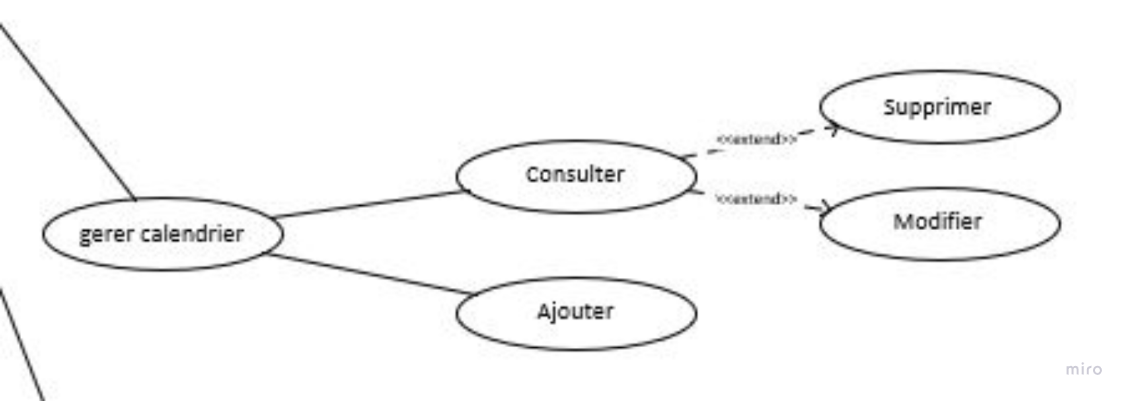 Supprimer
<<extend>>
Consulter
<<extend>>
Modifier
gerer calendrier
Ajouter
miro